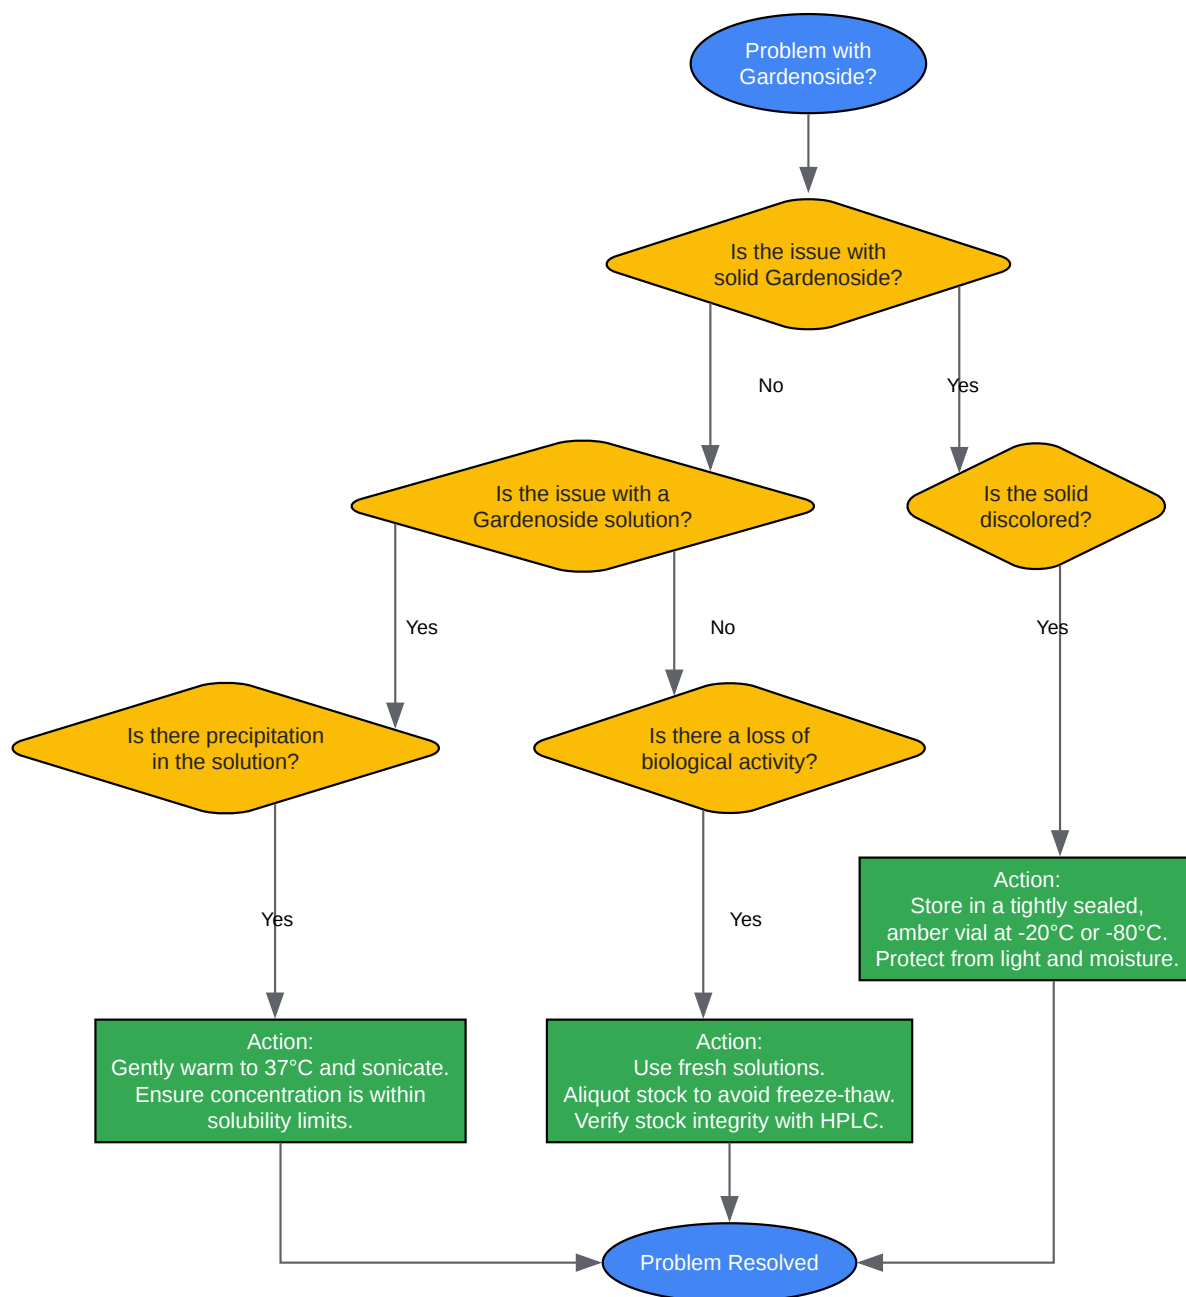 Problem with
Gardenoside?
Is the issue with
solid Gardenoside?
No
Yes
Is the issue with a
Gardenoside solution?
Is the solid
discolored?
Yes
No
Yes
Is there precipitation
in the solution?
Is there a loss of
biological activity?
Yes
Yes
Action:
Store in a tightly sealed,
amber vial at -20°C or -80°C.
Protect from light and moisture.
Action:
Gently warm to 37°C and sonicate.
Ensure concentration is within
solubility limits.
Action:
Use fresh solutions.
Aliquot stock to avoid freeze-thaw.
Verify stock integrity with HPLC.
Problem Resolved